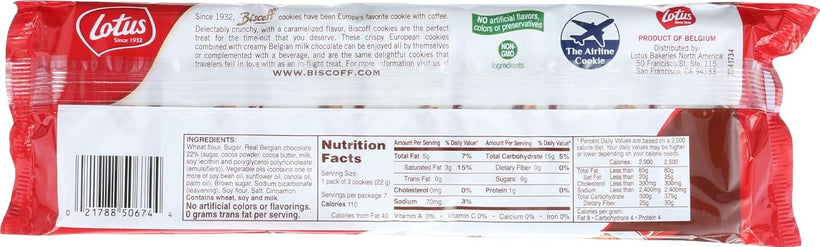 Lotus
Since 1932
Since 1932, Biscoff cookies have been Europe's favorite cookie with coffee.
Delectably crunchy, with a caramelized flavor, Biscoff cookies are the perfect
treat for the time-out that you deserve. These crispy European cookies
combined with creamy Belgian milk chocolate can be enjoyed all by themselves
or complemented with a beverage, and are the same delightful cookies that
travelers fell in love with as an in-flight treat. For more information visit us at
WWW.BISCOFF.COM
NO artificial flavors,
colors or preservatives
NON-
GMO
Ingredients
The Airline
Cookie
Lotus
Since 1932
PRODUCT OF BELGIUM
Distributed by:
Lotus Bakeries North America
50 Francisco St. Ste. 115
San Francisco, CA 94133
0 21788 50674 4
INGREDIENTS:
Wheat flour, Sugar, Real Belgian chocolate
22% (sugar, cocoa powder, cocoa butter, milk,
soy lecithin and polyglycerol polyricinoleate
(emulsifiers)), Vegetable oils (contains one or
more of soy bean oil, sunflower oil, canola oil,
palm oil), Brown sugar, Sodium bicarbonate
(leavening), Soy flour, Salt, Cinnamon.
Contains wheat, soy and milk.
No artificial colors or flavorings.
0 grams trans fat per serving.
Nutrition
Facts
Serving Size:
1 pack of 3 cookies (22 g)
Servings per package 7
Calories 110
Calories from Fat 40
Amount Per Serving % Daily Value*
Total Fat 5g 7%
Saturated Fat 3g 15%
Trans Fat 0g
Cholesterol 0mg 0%
Sodium 70mg 3%
Amount Per Serving % Daily Value*
Total Carbohydrate 15g 5%
Dietary Fiber 0g 0%
Sugars 9g
Protein 1g 0%
Vitamin A 0% • Vitamin C 0% • Calcium 0% • Iron 0%
* Percent Daily Values are based on a 2,000
calorie diet. Your daily values may be higher
or lower depending on your calorie needs.
Calories 2,000 2,500
Total Fat Less than 65g 80g
Sat Fat Less than 20g 25g
Cholesterol Less than 300mg 300mg
Sodium Less than 2,400mg 2,400mg
Total Carbohydrate 300g 375g
Dietary Fiber 25g 30g
Calories per gram:
Fat 9 • Carbohydrate 4 • Protein 4